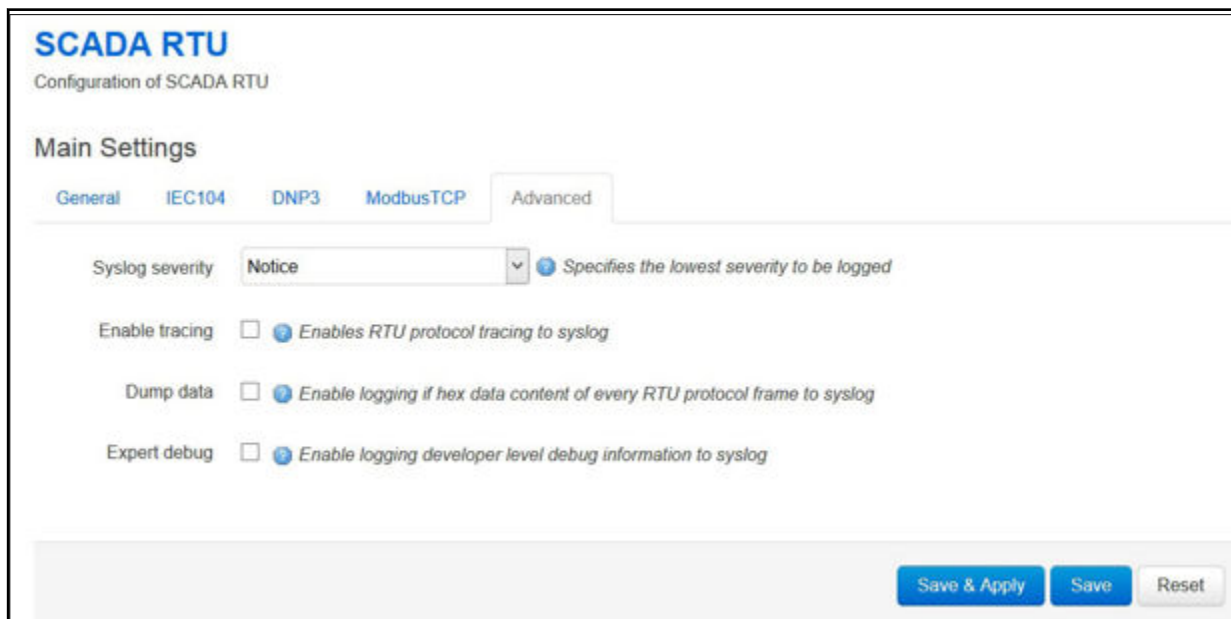 SCADA RTU
Configuration of SCADA RTU
Main Settings
General IEC104 DNP3 ModbusTCP Advanced
Syslog severity Notice Specifies the lowest severity to be logged
Enable tracing Enables RTU protocol tracing to syslog
Dump data Enable logging if hex data content of every RTU protocol frame to syslog
Expert debug Enable logging developer level debug information to syslog
Save & Apply Save Reset